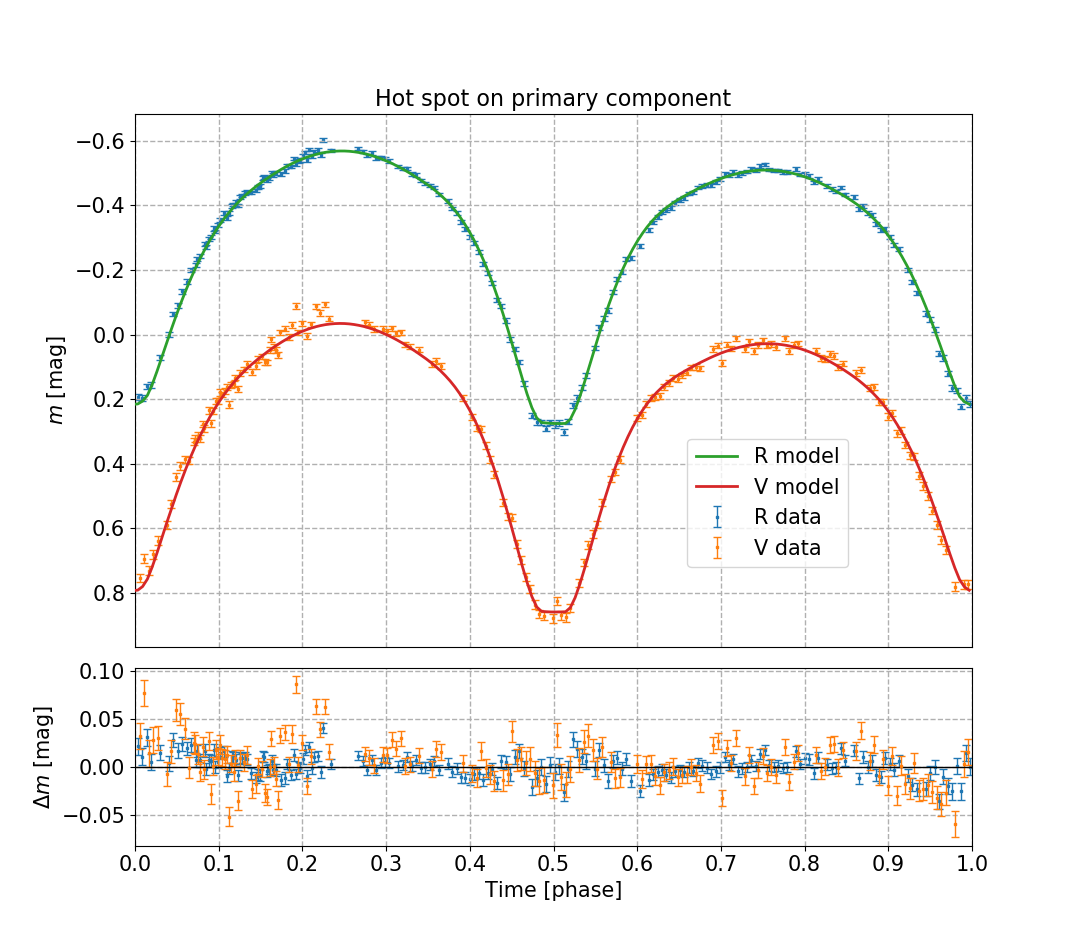 Hot spot on primary component
−0.6
−0.4
−0.2
0.0
0.2
0.4
0.6
0.8
m [mag]
R model
V model
R data
V data
0.10
0.05
0.00
−0.05
Δm [mag]
0.0 0.1 0.2 0.3 0.4 0.5 0.6 0.7 0.8 0.9 1.0
Time [phase]